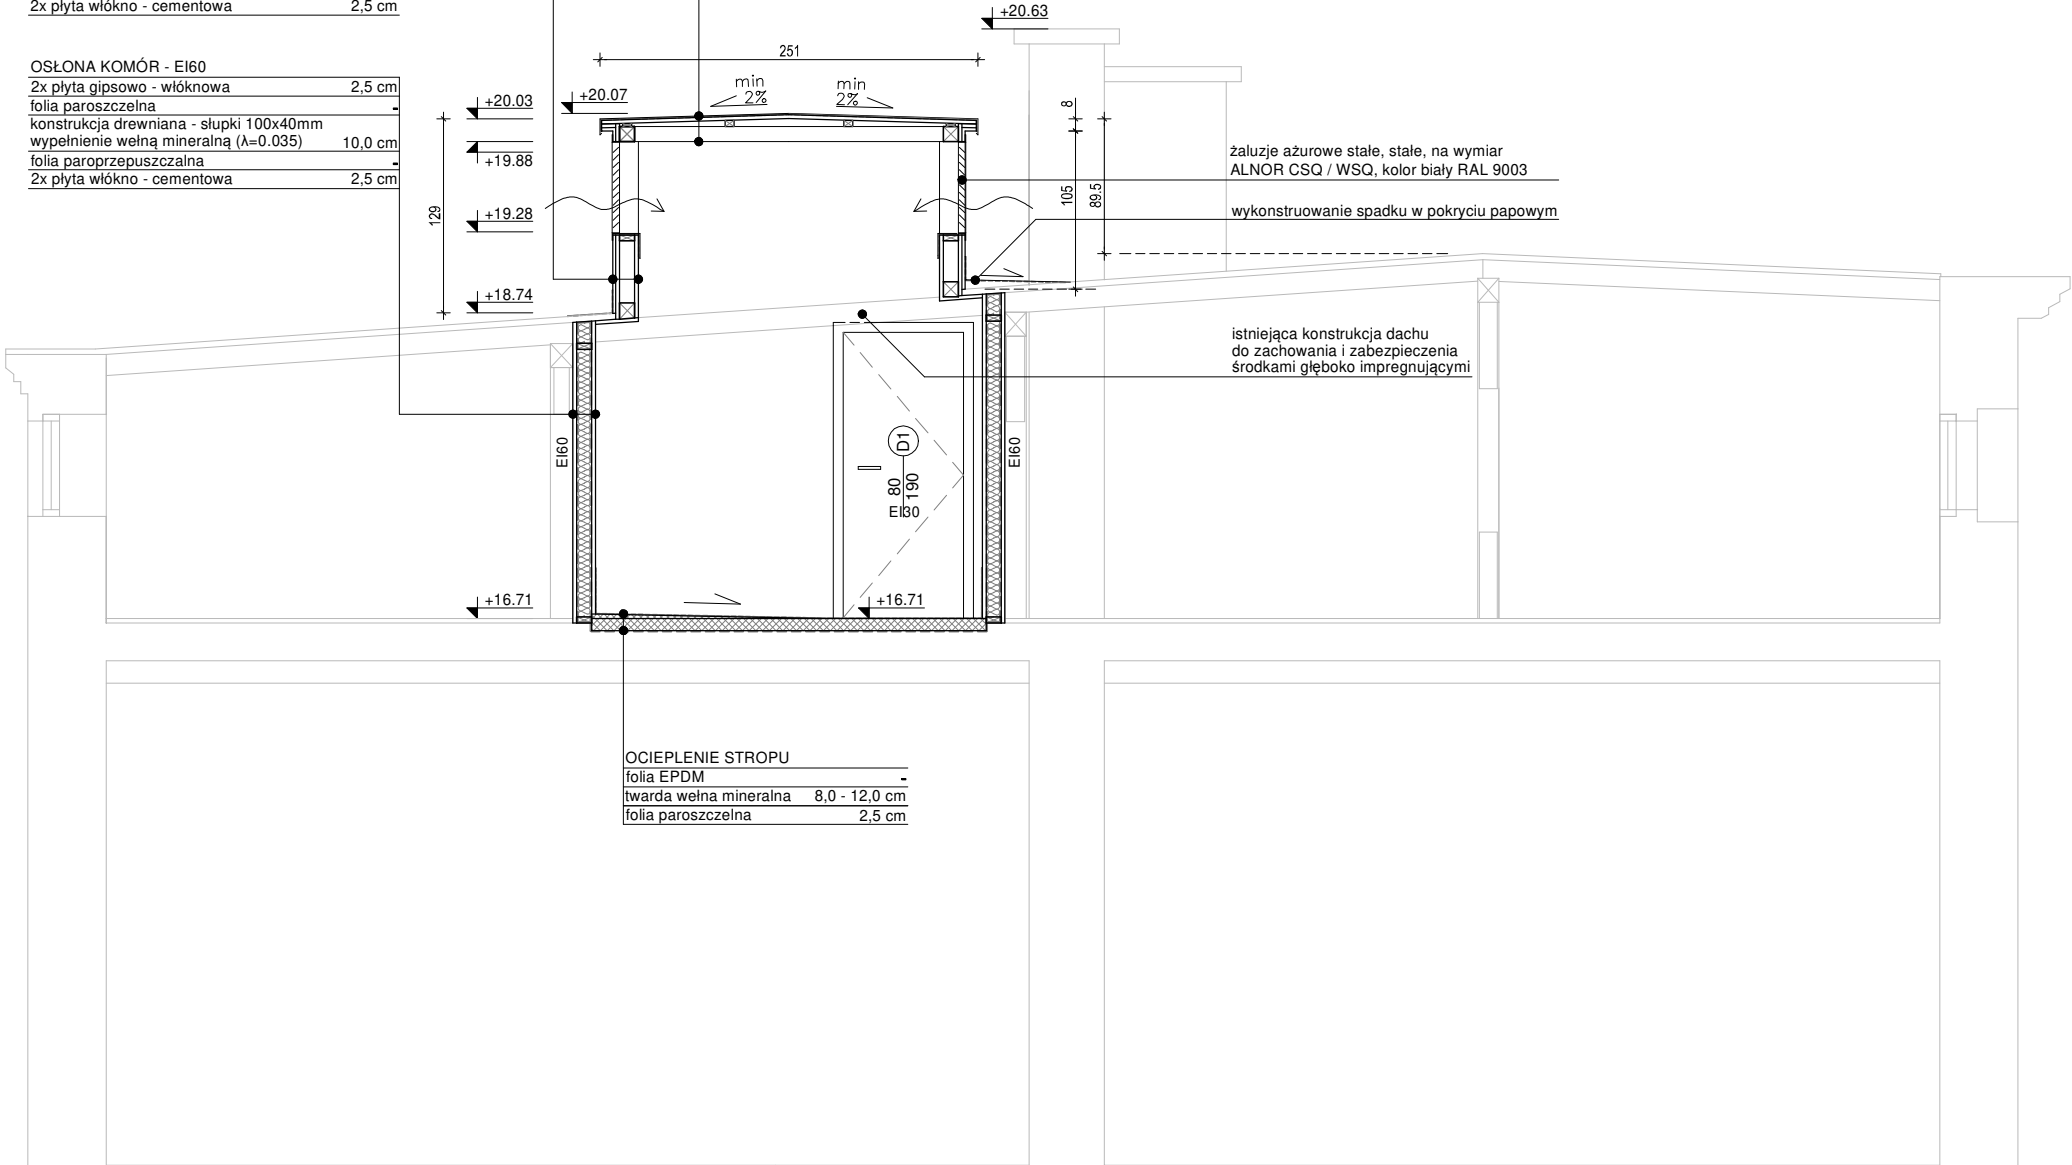 2x płyta włókno - cementowa 2,5 cm
+20.63
251
OSŁONA KOMÓR - EI60
2x płyta gipsowo - włóknowa 2,5 cm
folia paroszczelna -
konstrukcja drewniana - słupki 100x40mm
wypełnienie wełną mineralną (λ=0.035) 10,0 cm
folia paroprzepuszczalna -
2x płyta włókno - cementowa 2,5 cm
min
2%
min
2%
+20.03
+20.07
8
+19.88
129
+19.28
+18.74
105
89.5
żaluzje ażurowe stałe, stałe, na wymiar
ALNOR CSQ / WSQ, kolor biały RAL 9003
wykonstruowanie spadku w pokryciu papowym
istniejąca konstrukcja dachu
do zachowania i zabezpieczenia
środkami głęboko impregnującymi
EI60
D1
80
190
EI30
EI60
+16.71
+16.71
OCIEPLENIE STROPU
folia EPDM -
twarda wełna mineralna 8,0 - 12,0 cm
folia paroszczelna 2,5 cm